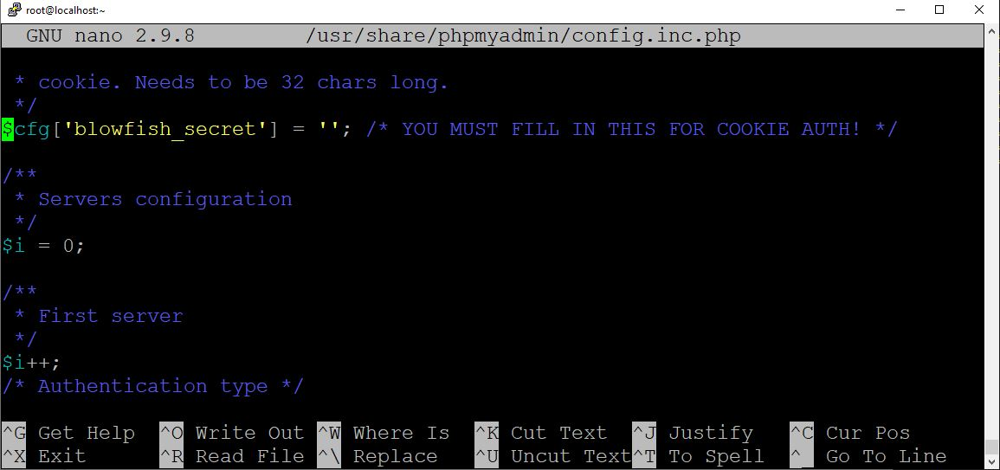 root@localhost:~
GNU nano 2.9.8 /usr/share/phpmyadmin/config.inc.php
* cookie. Needs to be 32 chars long.
*/
$cfg['blowfish_secret'] = ''; /* YOU MUST FILL IN THIS FOR COOKIE AUTH! */
/**
* Servers configuration
*/
$i = 0;
/**
* First server
*/
$i++;
/* Authentication type */
^G Get Help ^O Write Out ^W Where Is ^K Cut Text ^J Justify ^C Cur Pos
^X Exit ^R Read File ^\ Replace ^U Uncut Text ^T To Spell ^_ Go To Line